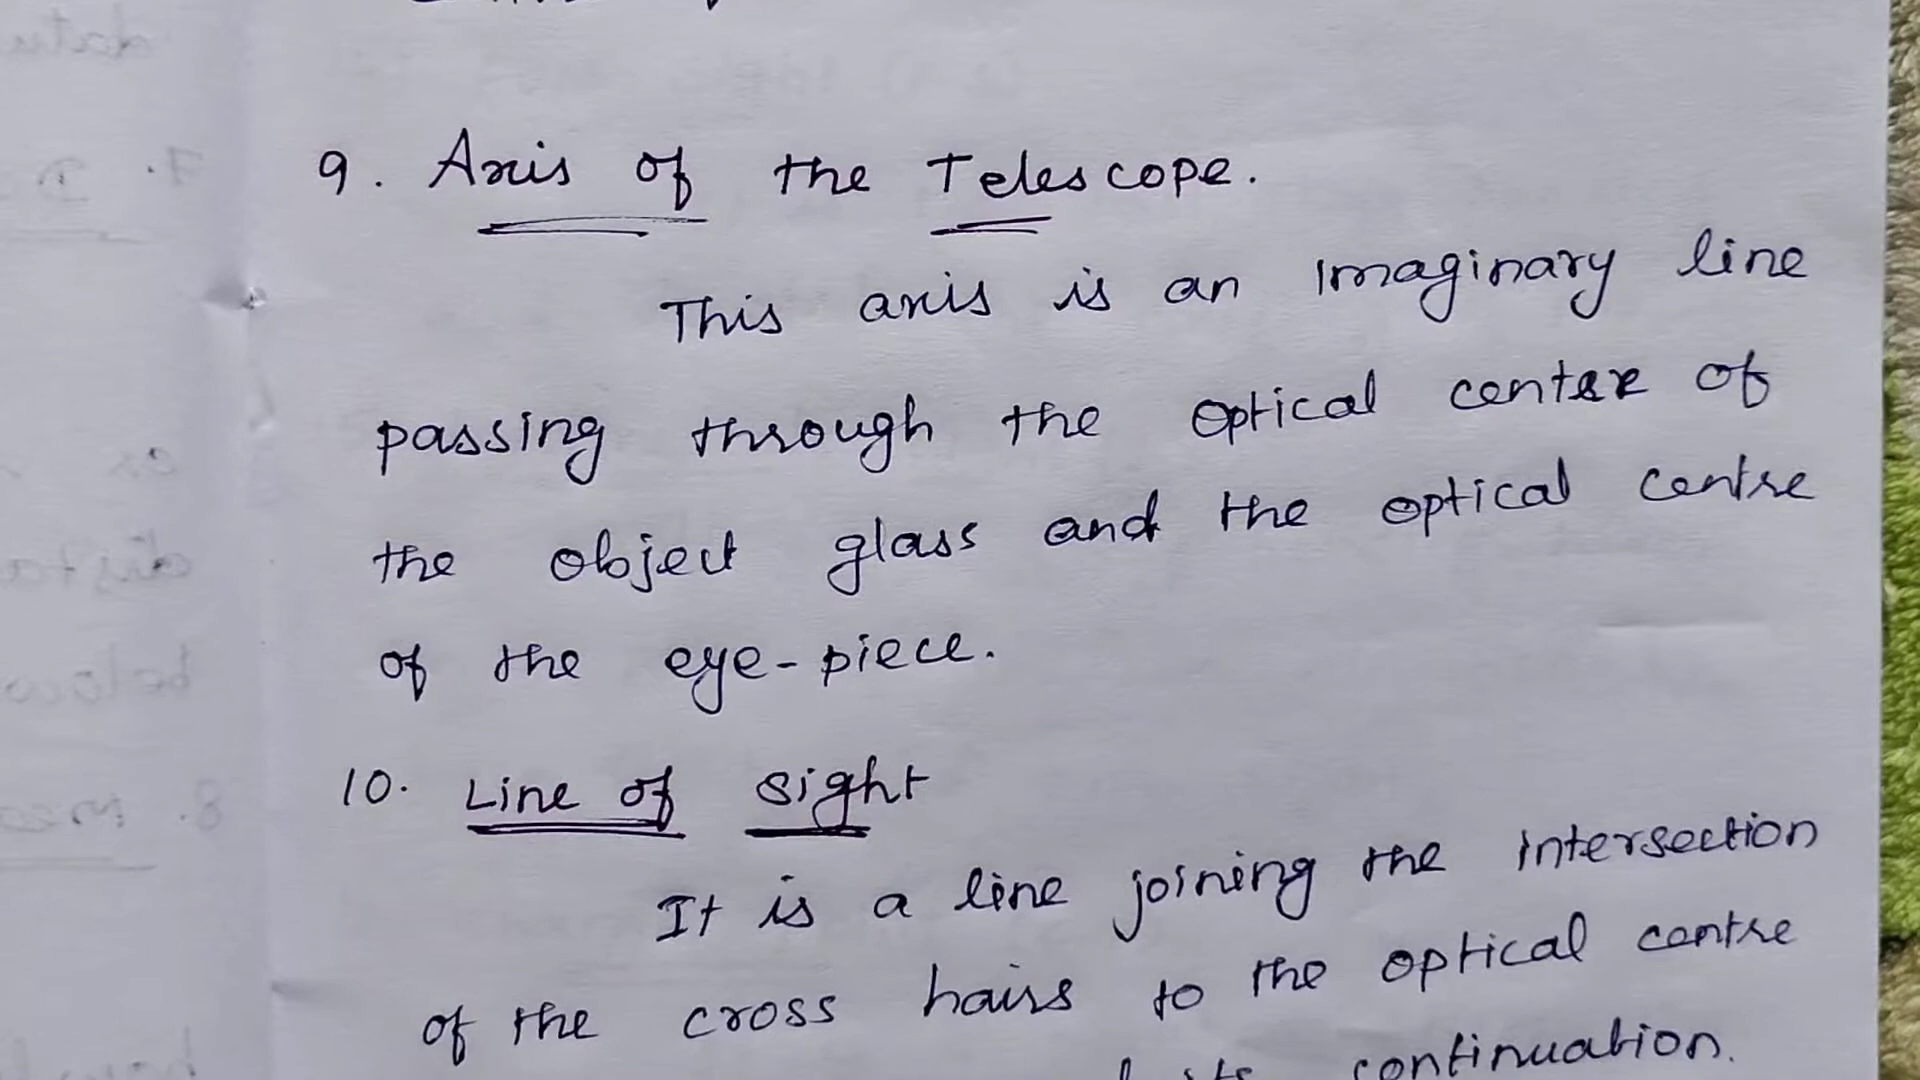 9. Axis of the Telescope.
This axis is an imaginary line
passing through the optical center of
the object glass and the optical centre
of the eye-piece.
10. Line of sight
It is a line joining the intersection
of the cross hairs to the optical centre
its continuation.